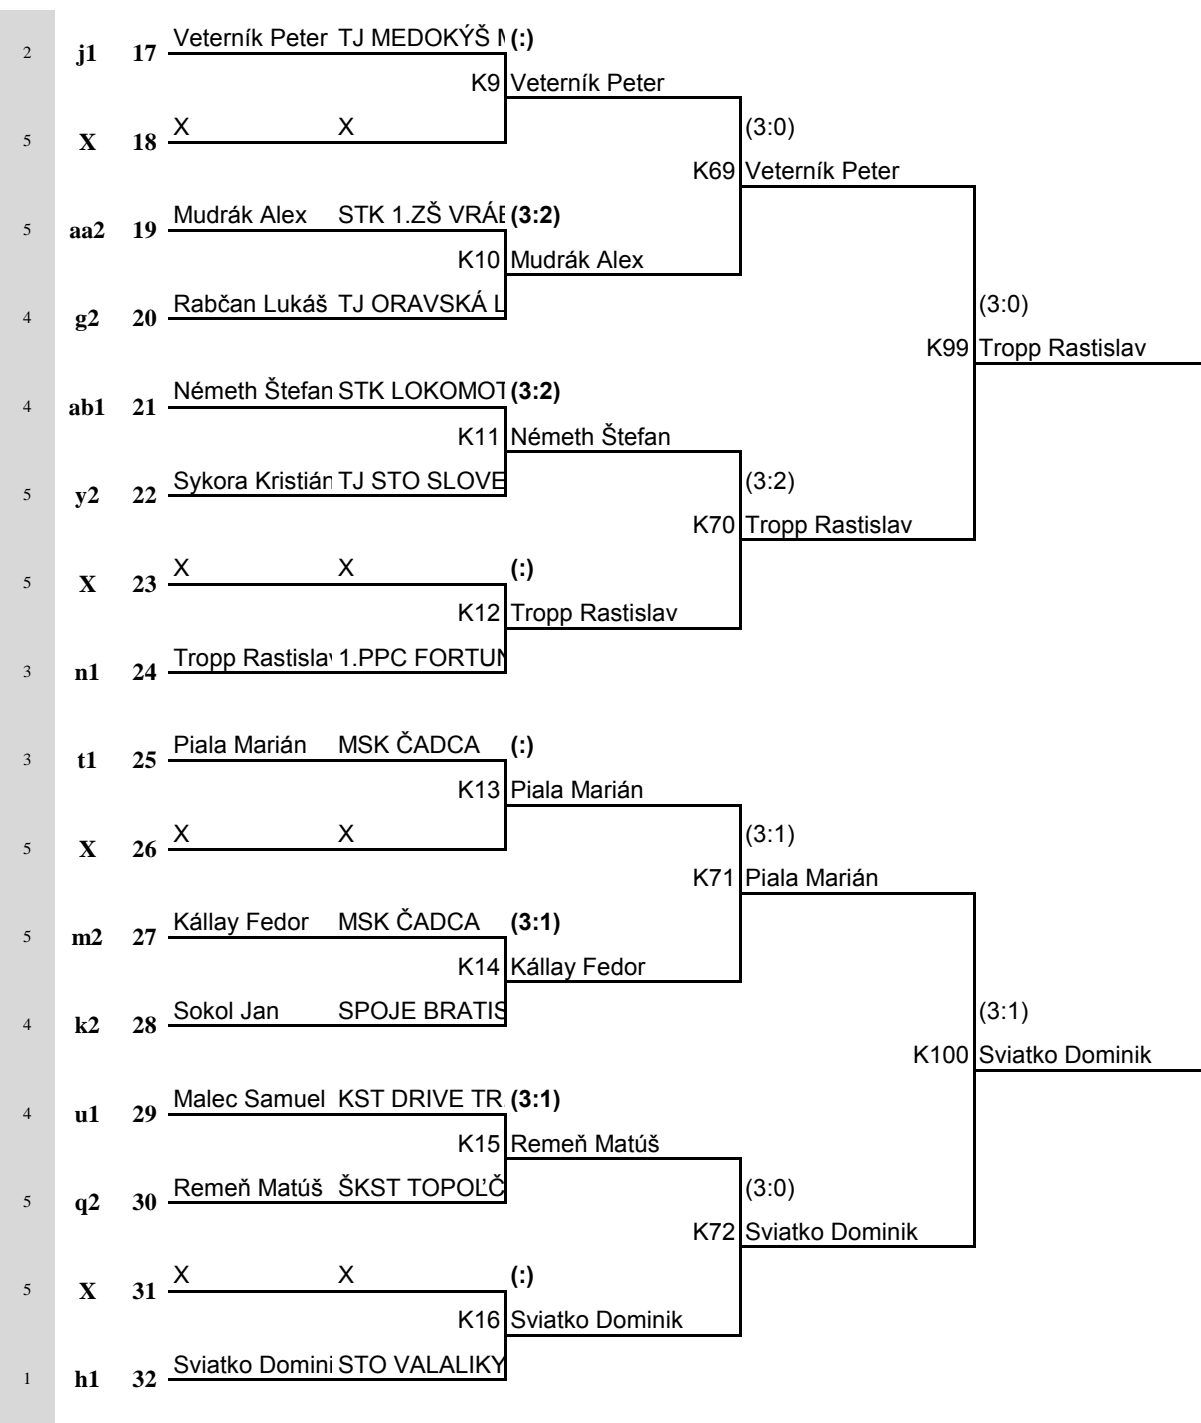 2 j1 17 Veterník Peter TJ MEDOKÝŠ (:)
K9 Veterník Peter
5 X 18 X X (3:0)
K69 Veterník Peter
5 aa2 19 Mudrák Alex STK 1.ZŠ VRÁB (3:2)
K10 Mudrák Alex
4 g2 20 Rabčan Lukáš TJ ORAVSKÁ L (3:0)
K99 Tropp Rastislav
4 ab1 21 Németh Štefan STK LOKOMOT (3:2)
K11 Németh Štefan
5 y2 22 Sykora Kristián TJ STO SLOVE (3:2)
K70 Tropp Rastislav
5 X 23 X X (:)
K12 Tropp Rastislav
3 n1 24 Tropp Rastislav 1.PPC FORTUN
3 t1 25 Piala Marián MSK ČADCA (:)
K13 Piala Marián
5 X 26 X X (3:1)
K71 Piala Marián
5 m2 27 Kállay Fedor MSK ČADCA (3:1)
K14 Kállay Fedor
4 k2 28 Sokol Jan SPOJE BRATIS (3:1)
K100 Sviatko Dominik
4 u1 29 Malec Samuel KST DRIVE TR (3:1)
K15 Remeň Matúš
5 q2 30 Remeň Matúš ŠKST TOPOĽČ (3:0)
K72 Sviatko Dominik
5 X 31 X X (:)
K16 Sviatko Dominik
1 h1 32 Sviatko Domini STO VALALIKY